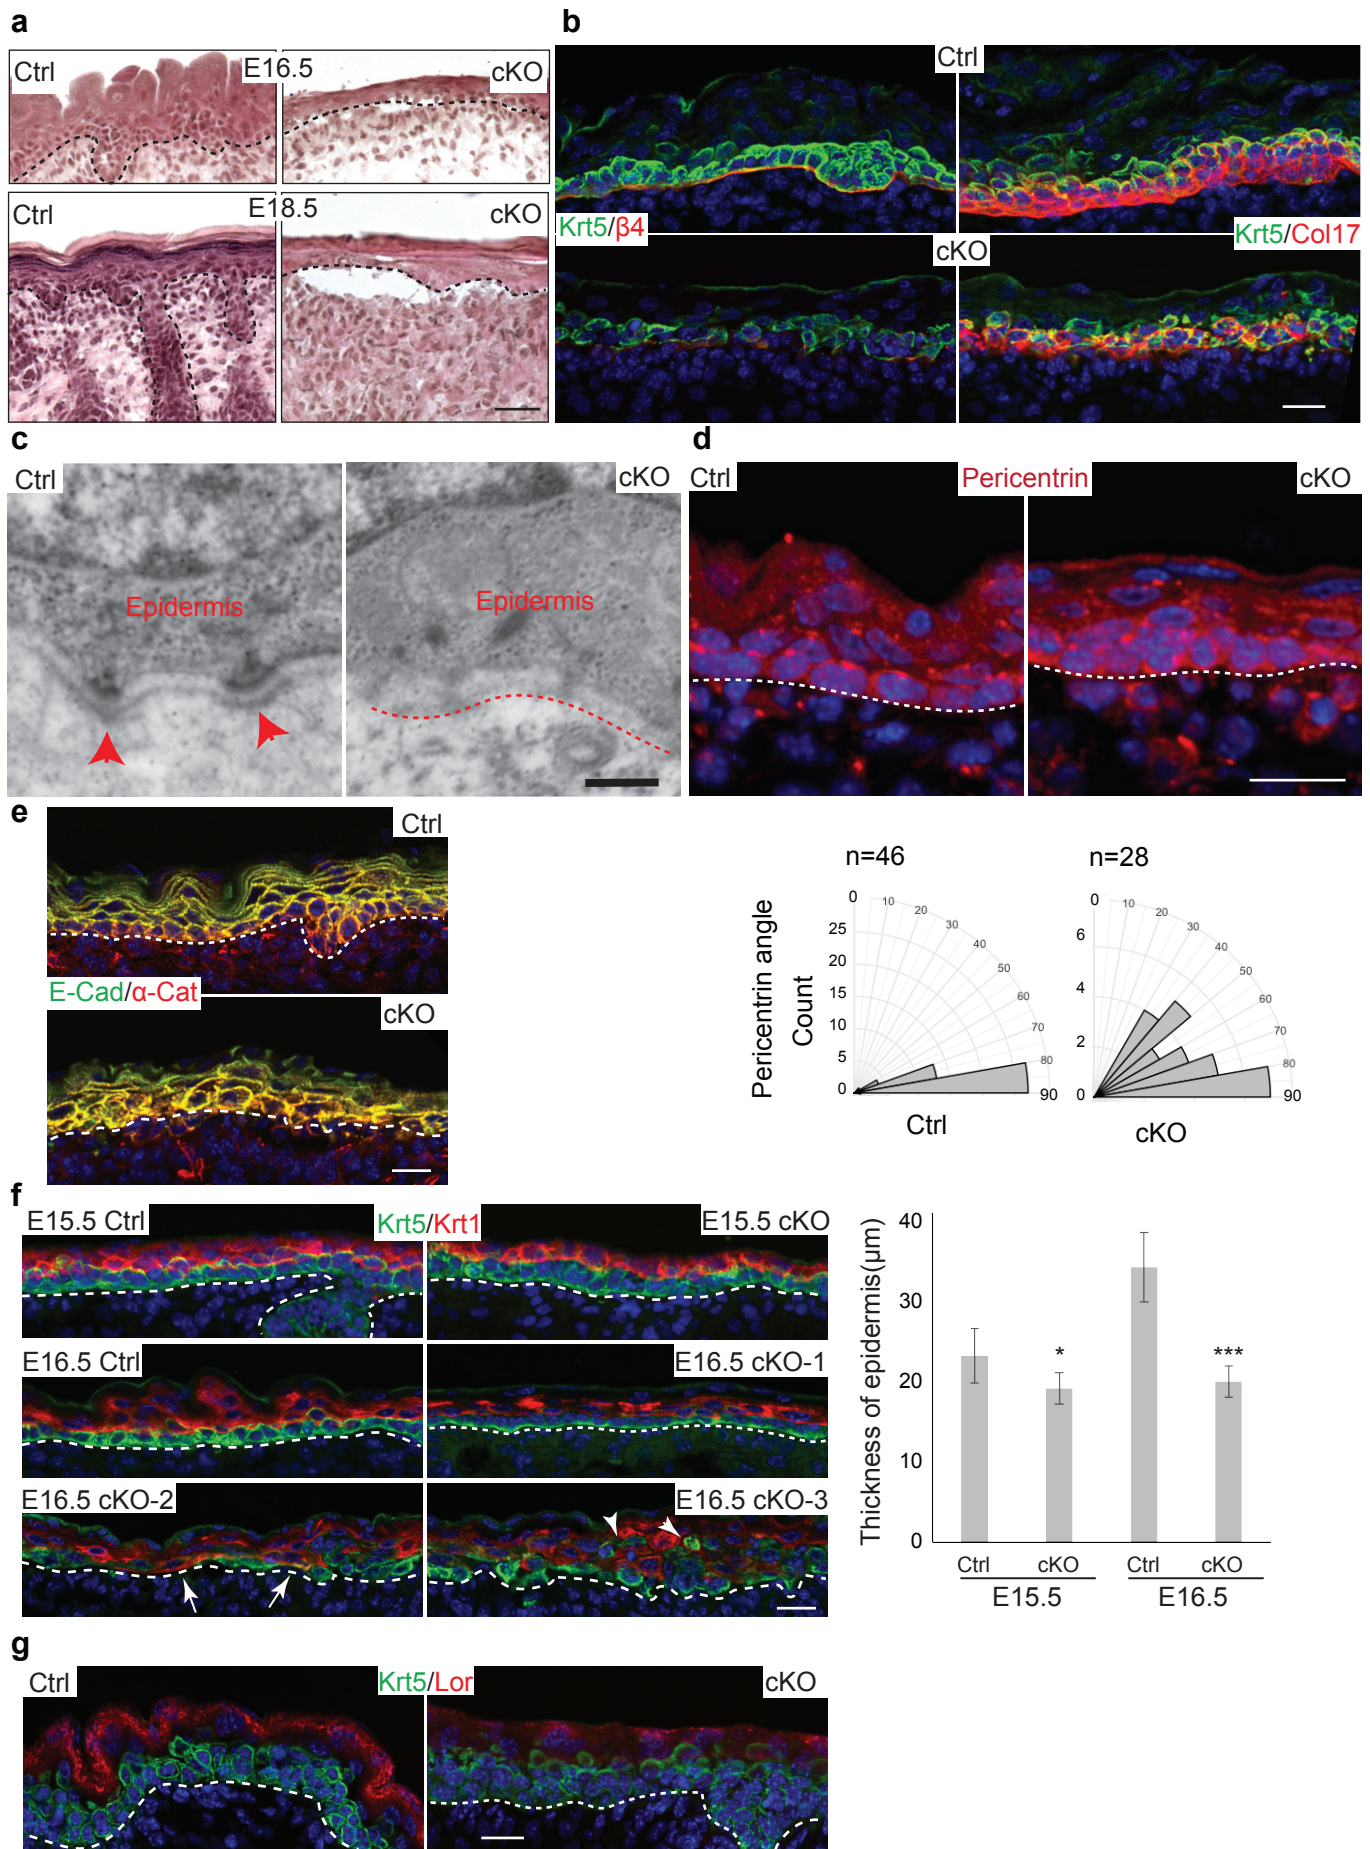 a
Ctrl
E16.5
cKO
Ctrl
E18.5
cKO
b
Ctrl
Krt5/β4
Krt5/Col17
cKO
c
Ctrl
cKO
Epidermis
Epidermis
d
Ctrl
Pericentrin
cKO
n=46
n=28
Pericentrin angle
Count
0
5
10
15
20
25
0
10
20
30
40
50
60
70
80
90
Ctrl
0
2
4
6
0
10
20
30
40
50
60
70
80
90
cKO
e
Ctrl
E-Cad/α-Cat
cKO
f
E15.5 Ctrl
Krt5/Krt1
E15.5 cKO
E16.5 Ctrl
E16.5 cKO-1
E16.5 cKO-2
E16.5 cKO-3
Thickness of epidermis(μm)
40
30
20
10
0
*
***
Ctrl cKO Ctrl cKO
E15.5 E16.5
g
Ctrl
Krt5/Lor
cKO